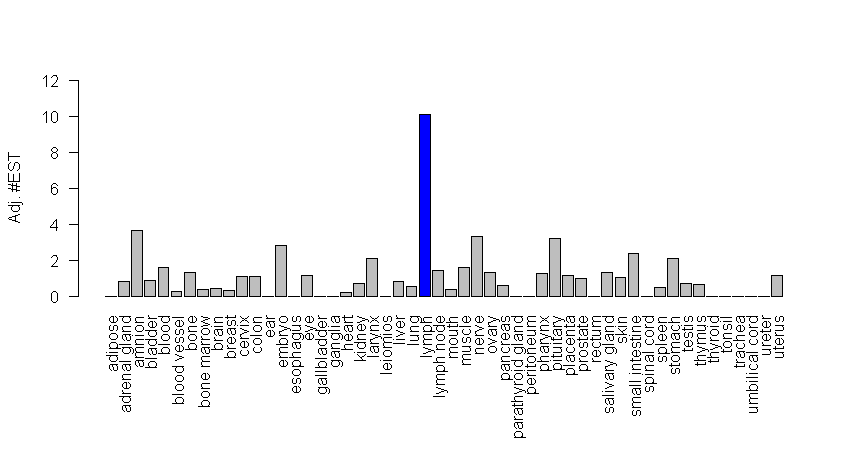 12
10
8
6
4
2
0
Adj. #EST
adipose
adrenal gland
amnion
bladder
blood
blood vessel
bone
bone marrow
brain
breast
cervix
colon
ear
embryo
esophagus
eye
gallbladder
ganglia
heart
kidney
larynx
leiomios
liver
lung
lymph
lymph node
mouth
muscle
nerve
ovary
pancreas
parathyroid gland
peritoneum
pharynx
pituitary
placenta
prostate
rectum
salivary gland
skin
small intestine
spinal cord
spleen
stomach
testis
thymus
thyroid
tonsil
trachea
umbilical cord
ureter
uterus